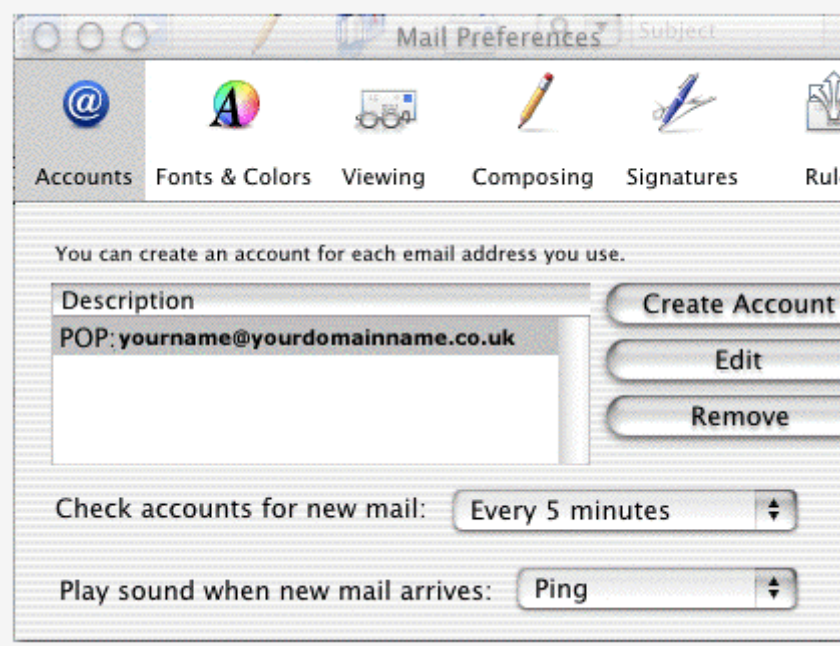 Mail Preferences
Subject
Accounts Fonts & Colors Viewing Composing Signatures Rul
You can create an account for each email address you use.
Description
Create Account
POP: yourname@yourdomainname.co.uk
Edit
Remove
Check accounts for new mail: Every 5 minutes
Play sound when new mail arrives: Ping